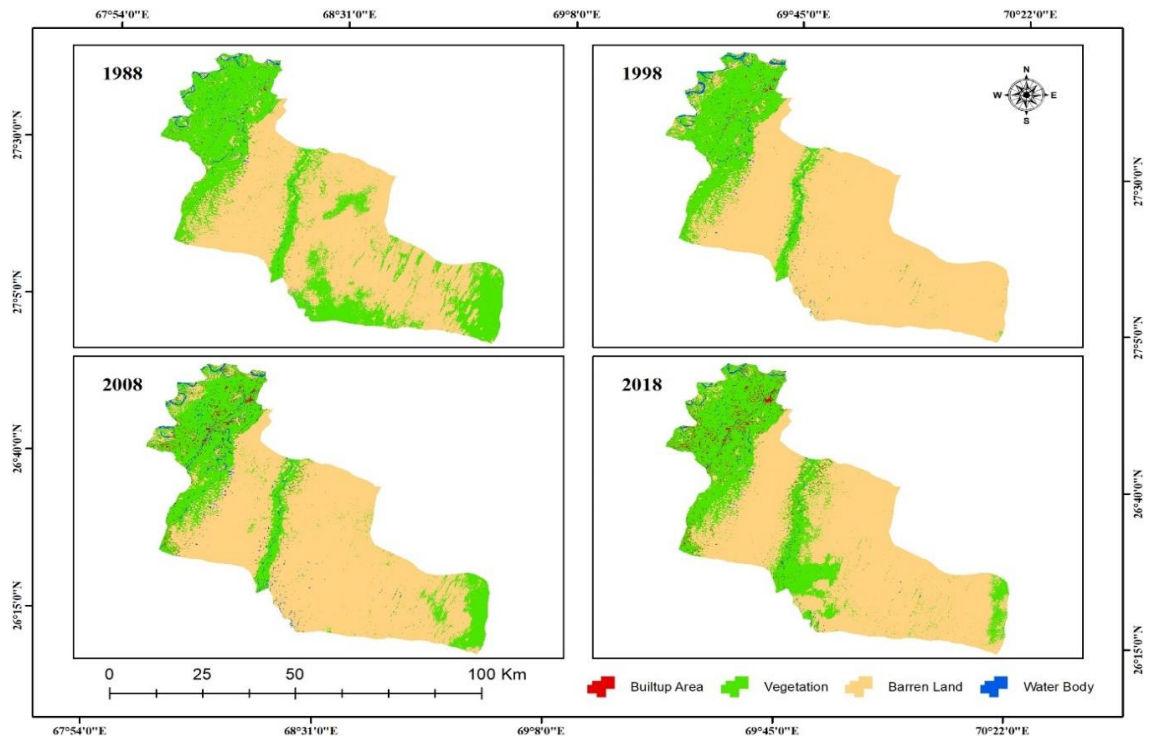 67°54'0"E 68°31'0"E 69°8'0"E 69°45'0"E 70°22'0"E
1988
1998
N
W E
S
27°30'0"N
27°30'0"N
27°5'0"N
27°5'0"N
2008
2018
26°40'0"N
26°40'0"N
26°15'0"N
26°15'0"N
0 25 50 100 Km
Builtup Area Vegetation Barren Land Water Body
67°54'0"E 68°31'0"E 69°8'0"E 69°45'0"E 70°22'0"E